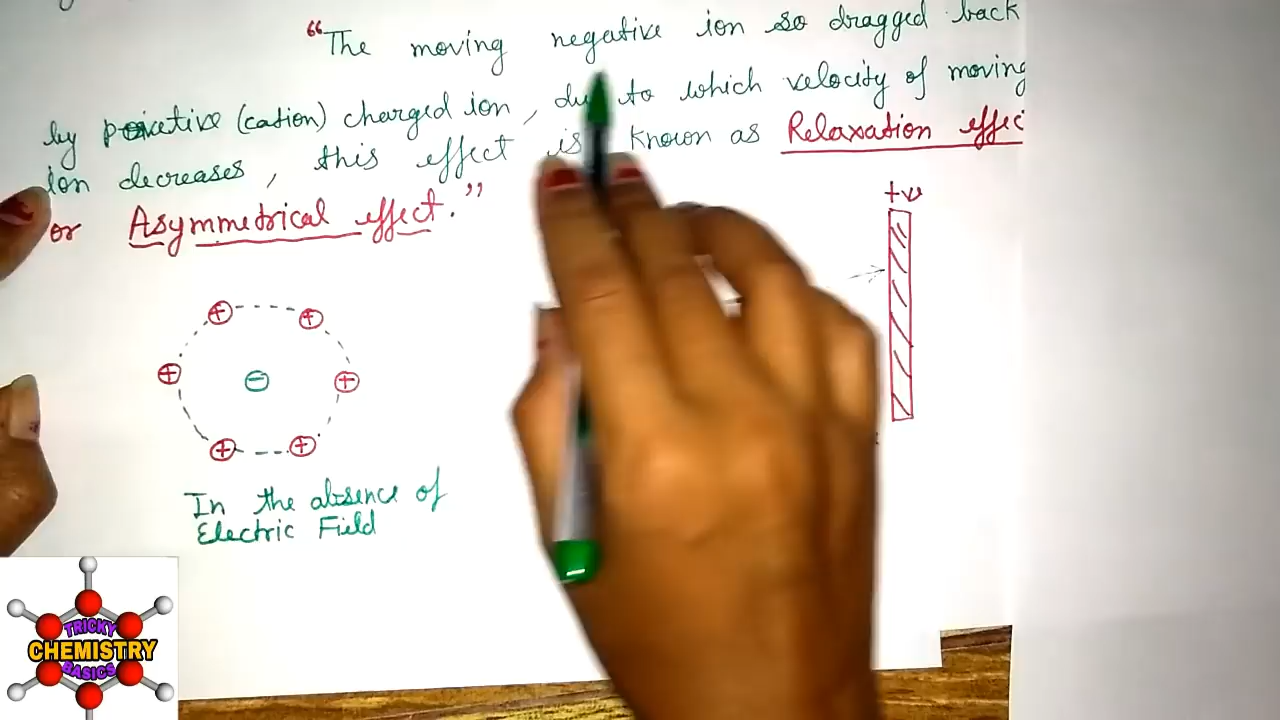 “The moving negative ion so dragged back
by poistive (cation) charged ion, due to which velocity of moving
ion decreases, this effect is known as Relaxation effec
or Asymmetrical effect.”
+ve
+
+
+
−
+
+
+
In the absence of
Electric Field
TRICKY
CHEMISTRY
BASICS